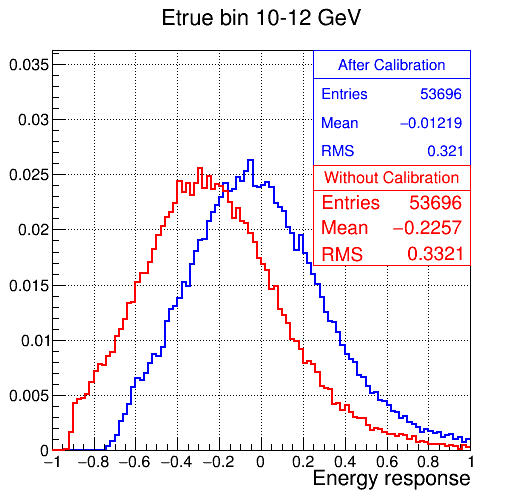 Etrue bin 10-12 GeV
After Calibration
Entries 53696
Mean −0.01219
RMS 0.321
Without Calibration
Entries 53696
Mean −0.2257
RMS 0.3321
0.035
0.03
0.025
0.02
0.015
0.01
0.005
0
−1 −0.8 −0.6 −0.4 −0.2 0 0.2 0.4 0.6 0.8 1
Energy response